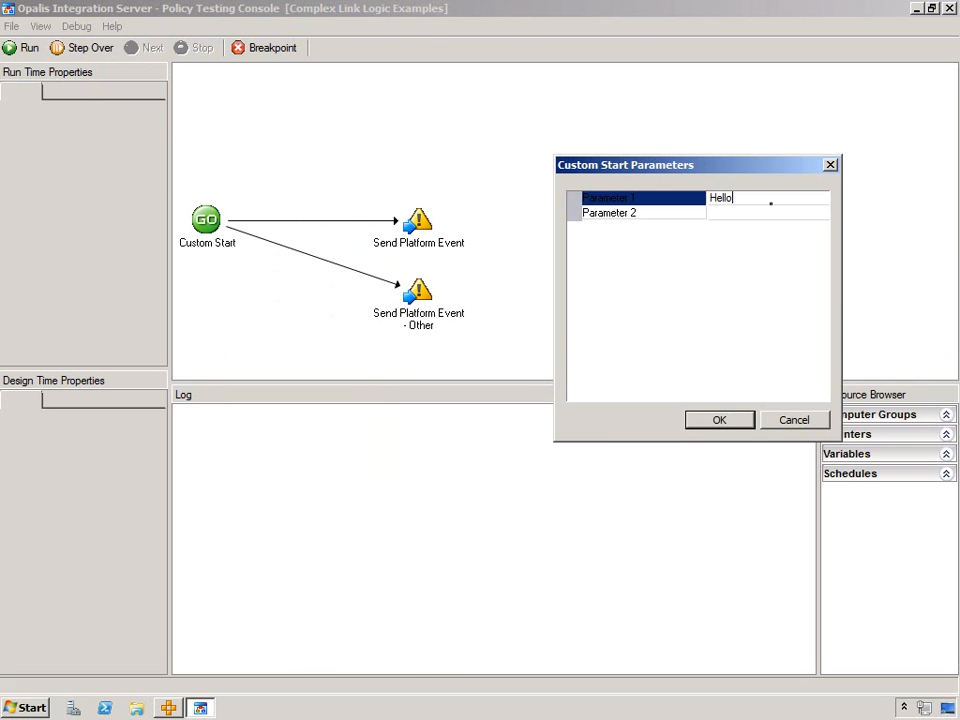 Opalis Integration Server - Policy Testing Console [Complex Link Logic Examples]
File View Debug Help
Run Step Over Next Stop Breakpoint
Run Time Properties
Custom Start Parameters
Parameter 1 Hello
Parameter 2
GO
Custom Start
Send Platform Event
Send Platform Event
- Other
Design Time Properties
Log
ource Browser
mputer Groups
OK Cancel
nters
Variables
Schedules
Start